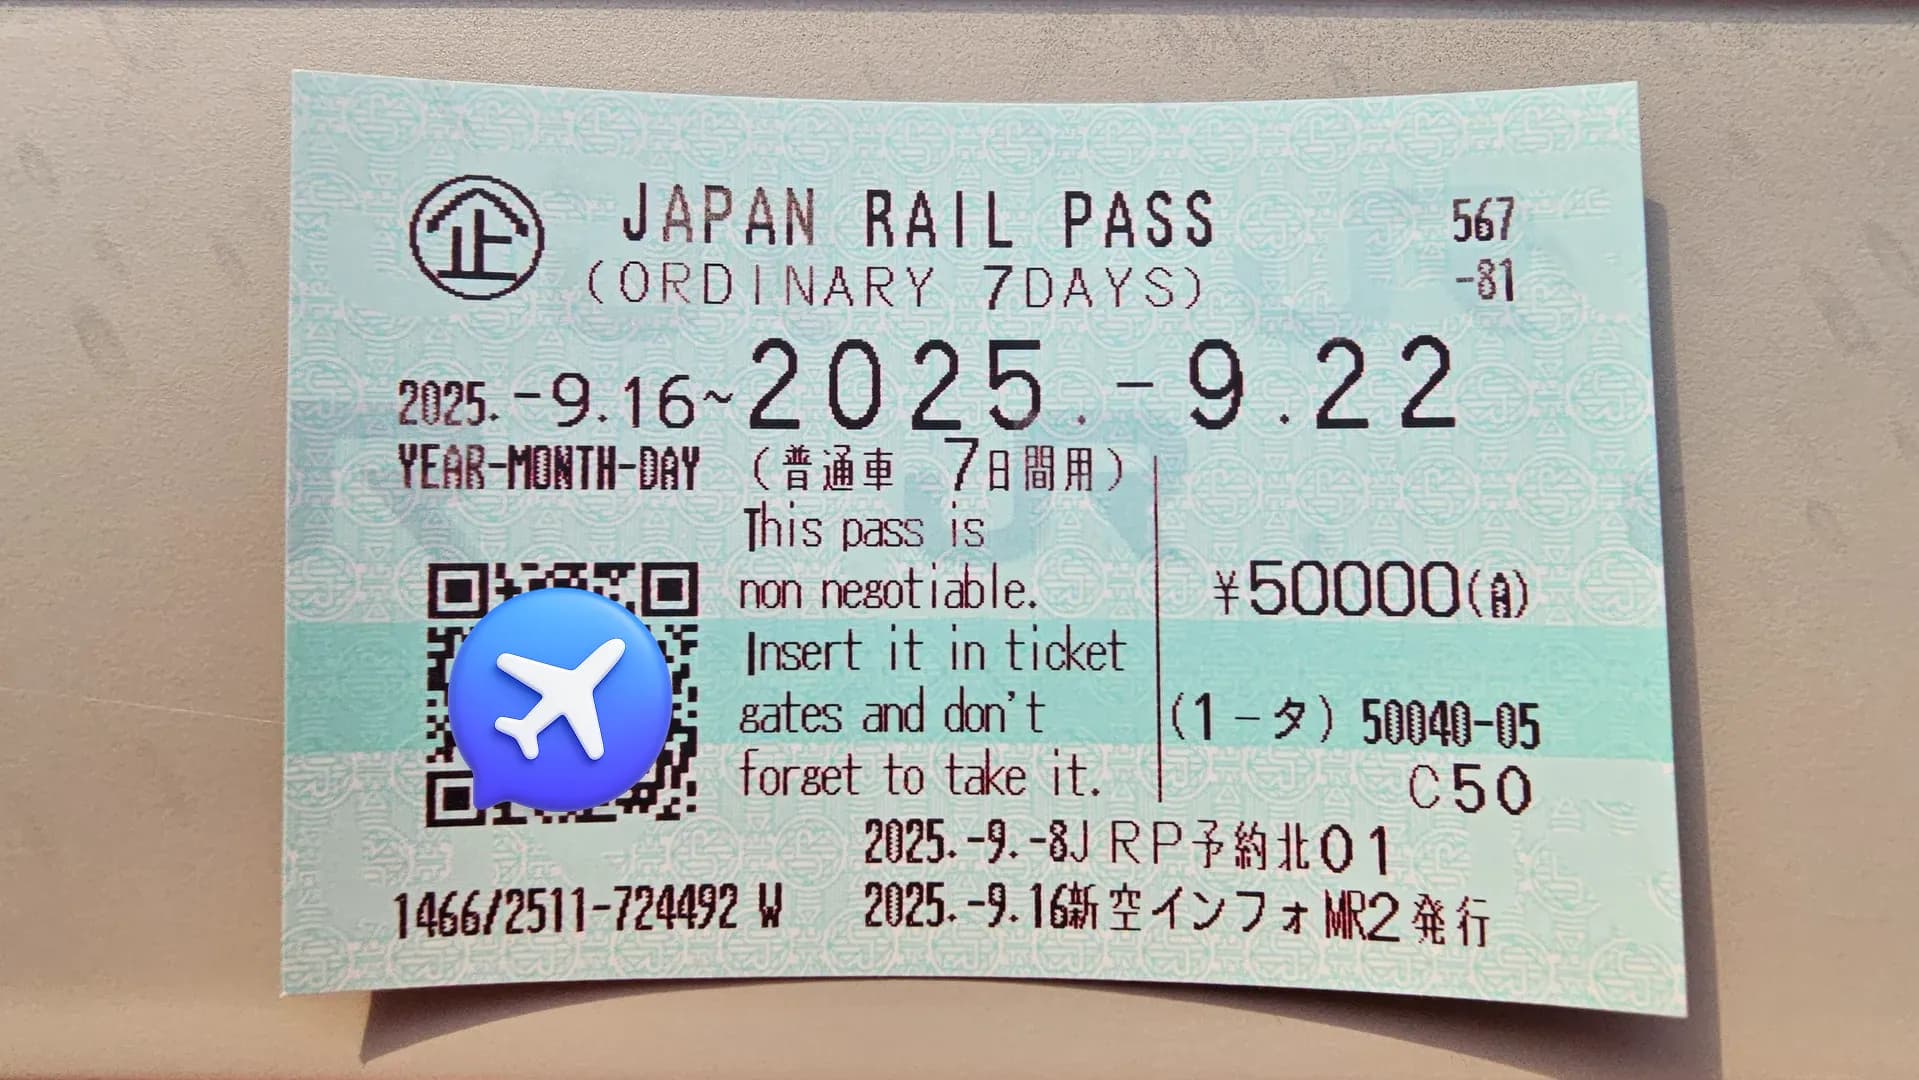 企 JAPAN RAIL PASS 567
(ORDINARY 7DAYS) -81
2025.-9.16~2025.-9.22
YEAR-MONTH-DAY (普通車 7日間用)
This pass is
non negotiable.
¥50000
Insert it in ticket
gates and don't (1-タ) 50040-05
forget to take it. C50
2025.-9.-8JRP予約北01
1466/2511-724492 W 2025.-9.16新空インフォMR2発行